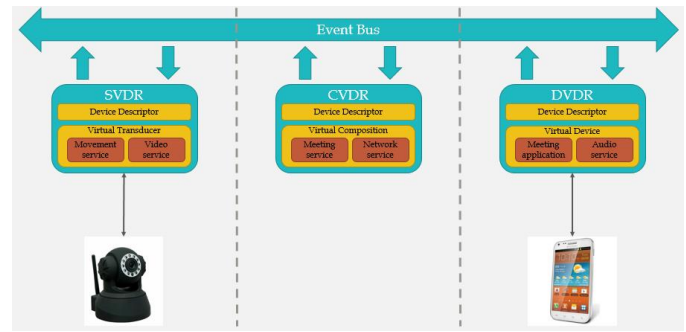 Event Bus
SVDR
Device Descriptor
Virtual Transducer
Movement
service
Video
service
CVDR
Device Descriptor
Virtual Composition
Meeting
service
Network
service
DVDR
Device Descriptor
Virtual Device
Meeting
application
Audio
service